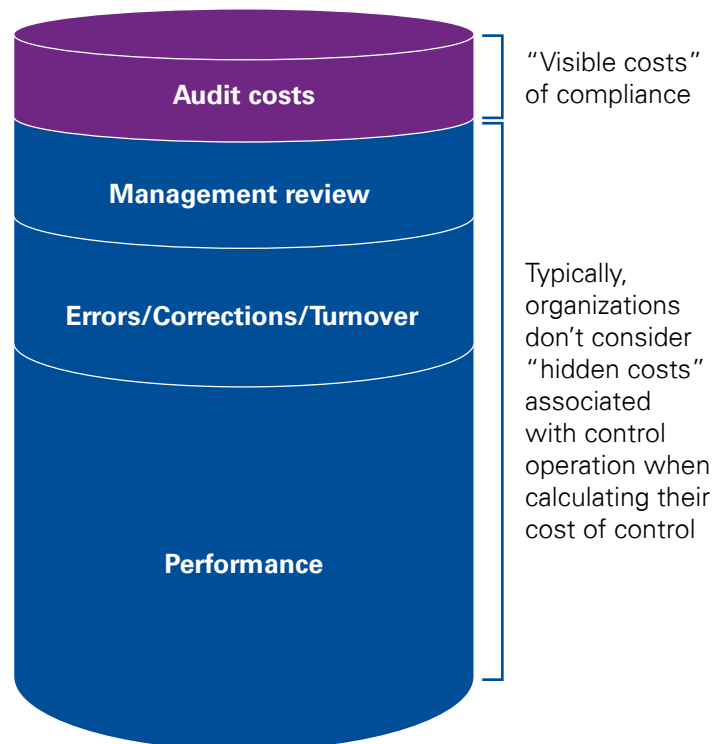 Audit costs
“Visible costs”
of compliance
Management review
Errors/Corrections/Turnover
Performance
Typically,
organizations
don’t consider
“hidden costs”
associated
with control
operation when
calculating their
cost of control